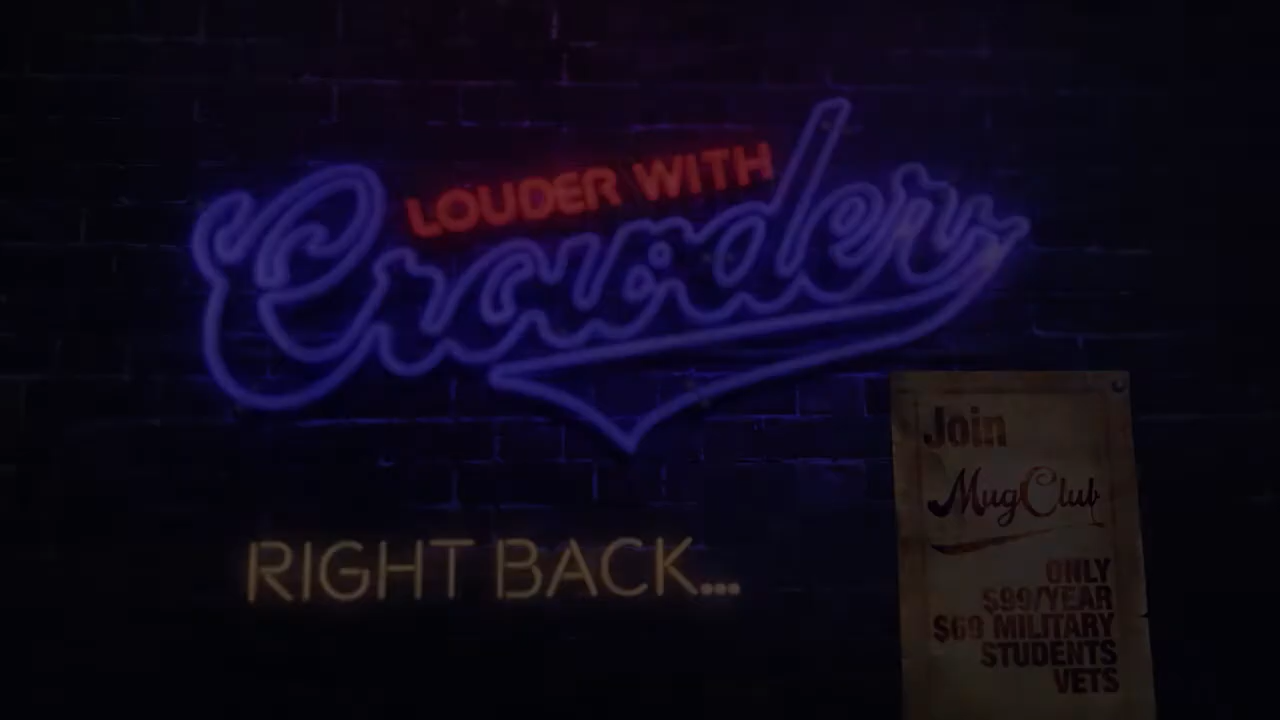 LOUDER WITH
Crowder
RIGHT BACK...
Join
MugClub
ONLY
$99/YEAR
$69 MILITARY
STUDENTS
VETS